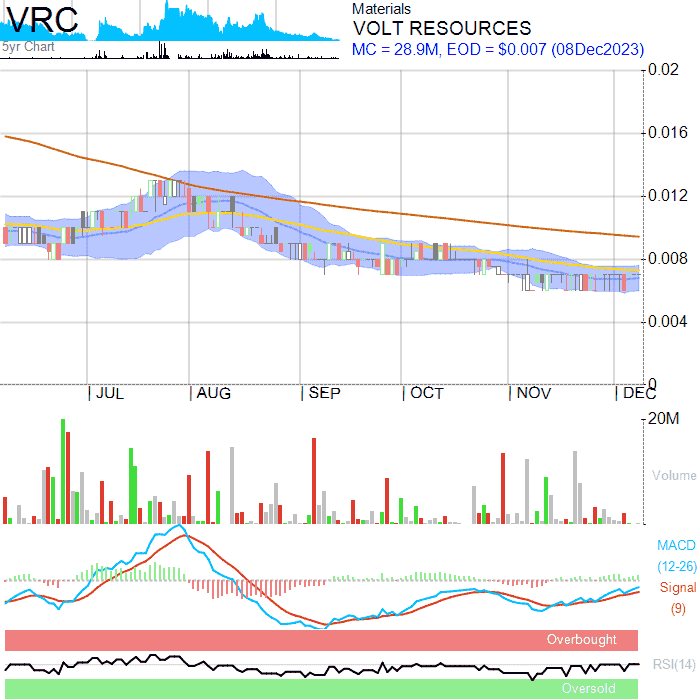 VRC
5yr Chart
Materials
VOLT RESOURCES
MC = 28.9M, EOD = $0.007 (08Dec2023)
0.02
0.016
0.012
0.008
0.004
0
JUL AUG SEP OCT NOV DEC
20M
Volume
MACD
(12-26)
Signal
(9)
Overbought
RSI(14)
Oversold